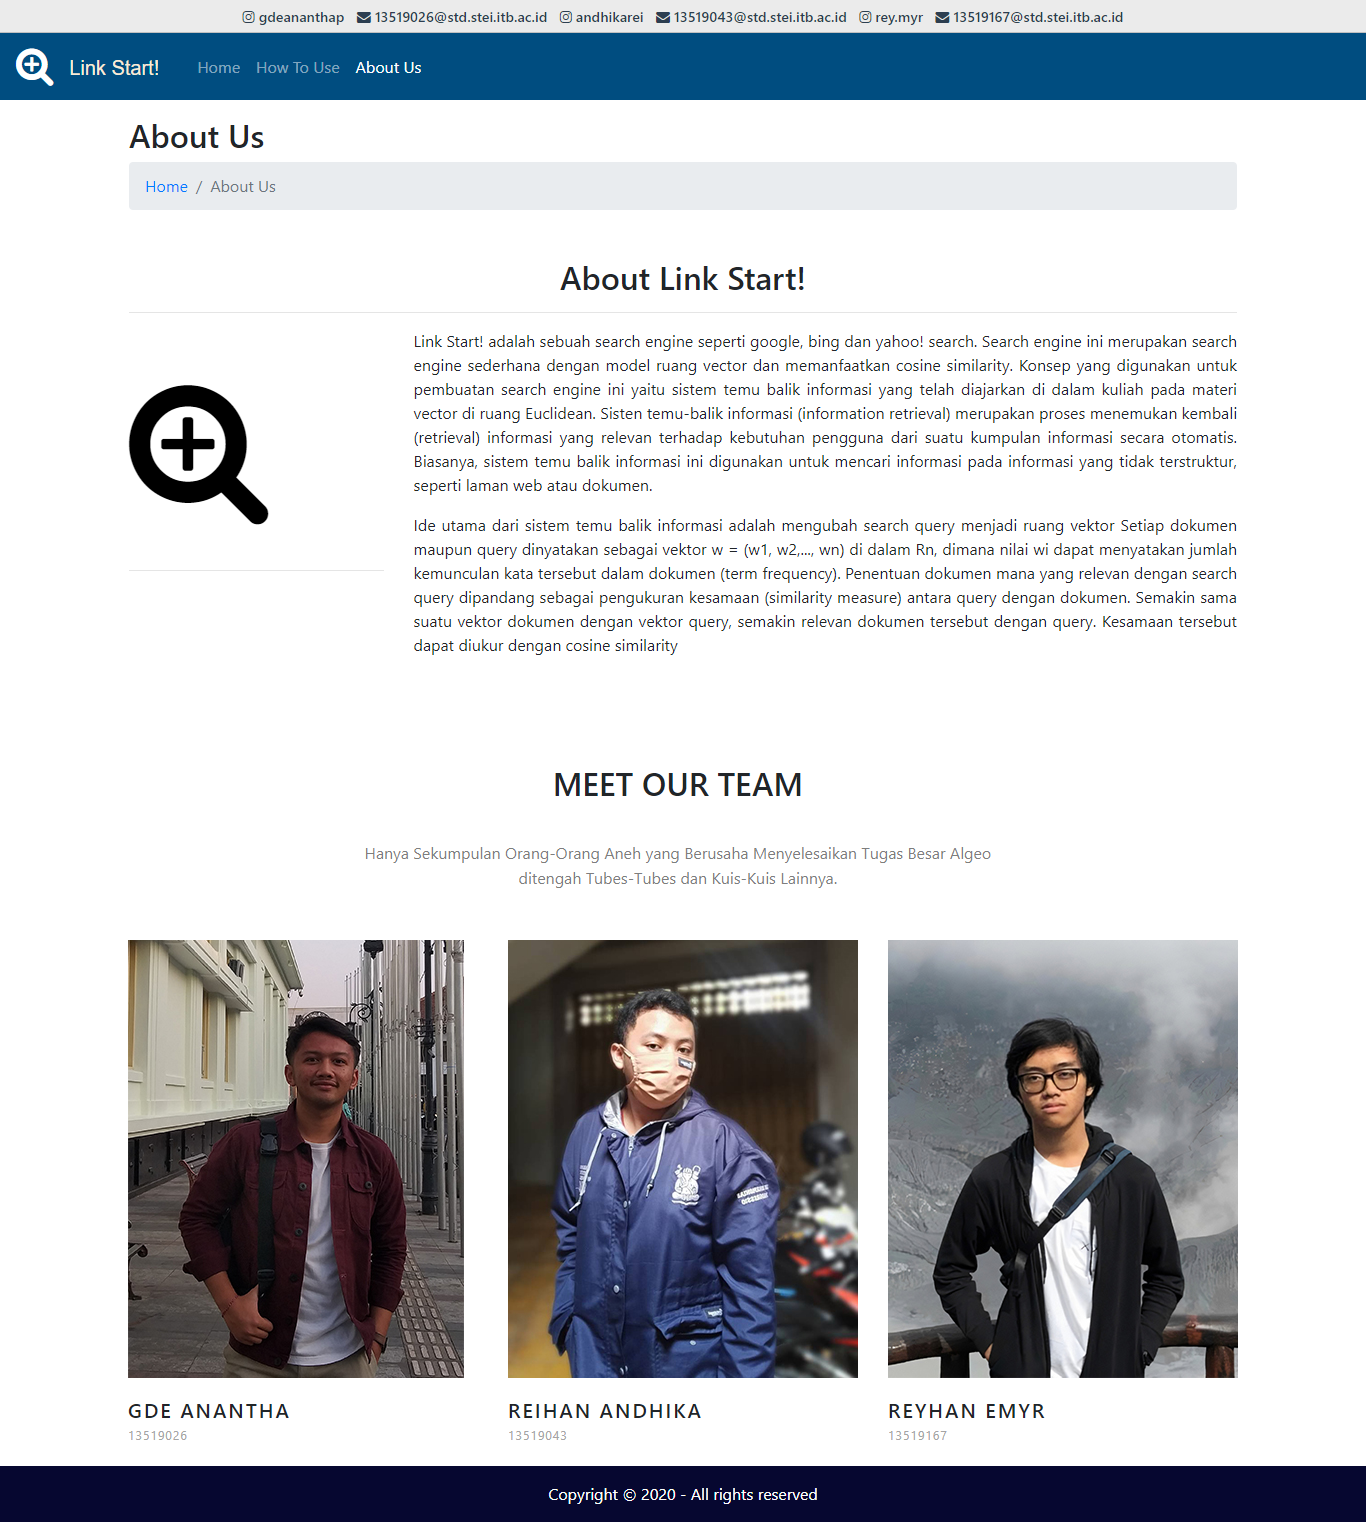 gdeananthap 13519026@std.stei.itb.ac.id andhikarei 13519043@std.stei.itb.ac.id rey.myr 13519167@std.stei.itb.ac.id
Link Start! Home How To Use About Us
About Us
Home / About Us
About Link Start!
Link Start! adalah sebuah search engine seperti google, bing dan yahoo! search. Search engine ini merupakan search
engine sederhana dengan model ruang vector dan memanfaatkan cosine similarity. Konsep yang digunakan untuk
pembuatan search engine ini yaitu sistem temu balik informasi yang telah diajarkan di dalam kuliah pada materi
vector di ruang Euclidean. Sisten temu-balik informasi (information retrieval) merupakan proses menemukan kembali
(retrieval) informasi yang relevan terhadap kebutuhan pengguna dari suatu kumpulan informasi secara otomatis.
Biasanya, sistem temu balik informasi ini digunakan untuk mencari informasi pada informasi yang tidak terstruktur,
seperti laman web atau dokumen.
Ide utama dari sistem temu balik informasi adalah mengubah search query menjadi ruang vektor Setiap dokumen
maupun query dinyatakan sebagai vektor w = (w1, w2,..., wn) di dalam Rn, dimana nilai wi dapat menyatakan jumlah
kemunculan kata tersebut dalam dokumen (term frequency). Penentuan dokumen mana yang relevan dengan search
query dipandang sebagai pengukuran kesamaan (similarity measure) antara query dengan dokumen. Semakin sama
suatu vektor dokumen dengan vektor query, semakin relevan dokumen tersebut dengan query. Kesamaan tersebut
dapat diukur dengan cosine similarity
MEET OUR TEAM
Hanya Sekumpulan Orang-Orang Aneh yang Berusaha Menyelesaikan Tugas Besar Algeo
ditengah Tubes-Tubes dan Kuis-Kuis Lainnya.
GDE ANANTHA
13519026
REIHAN ANDHIKA
13519043
REYHAN EMYR
13519167
Copyright © 2020 - All rights reserved